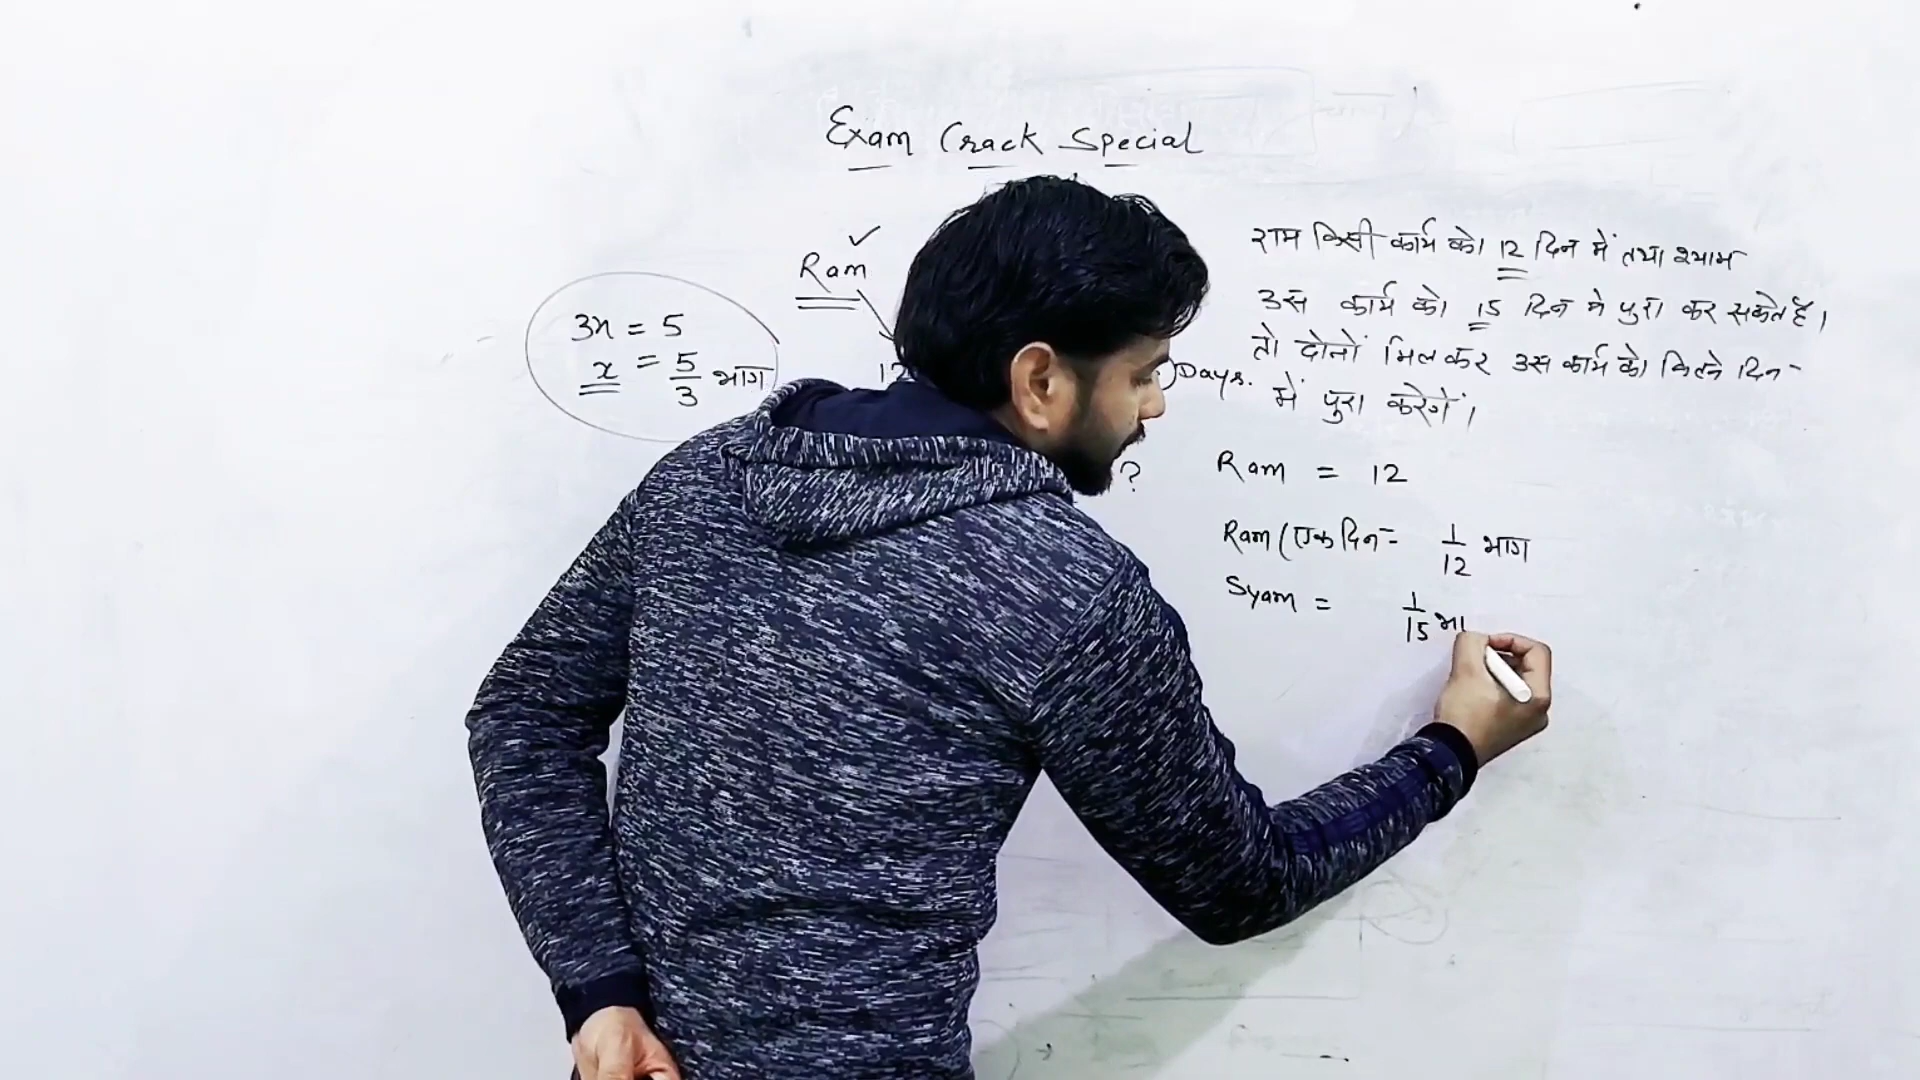 Exam Crack Special
Ram
3x = 5
x = 5/3 भाग
12
Days.
?
राम किसी कार्य को 12 दिन में तथा श्याम
उस कार्य को 15 दिन मे पुरा कर सकते है।
तो दोनों मिलकर उस कार्य को कितने दिन-
में पुरा करेगें।
Ram = 12
Ram (एक दिन = 1/12 भाग
Syam = 1/15 भा